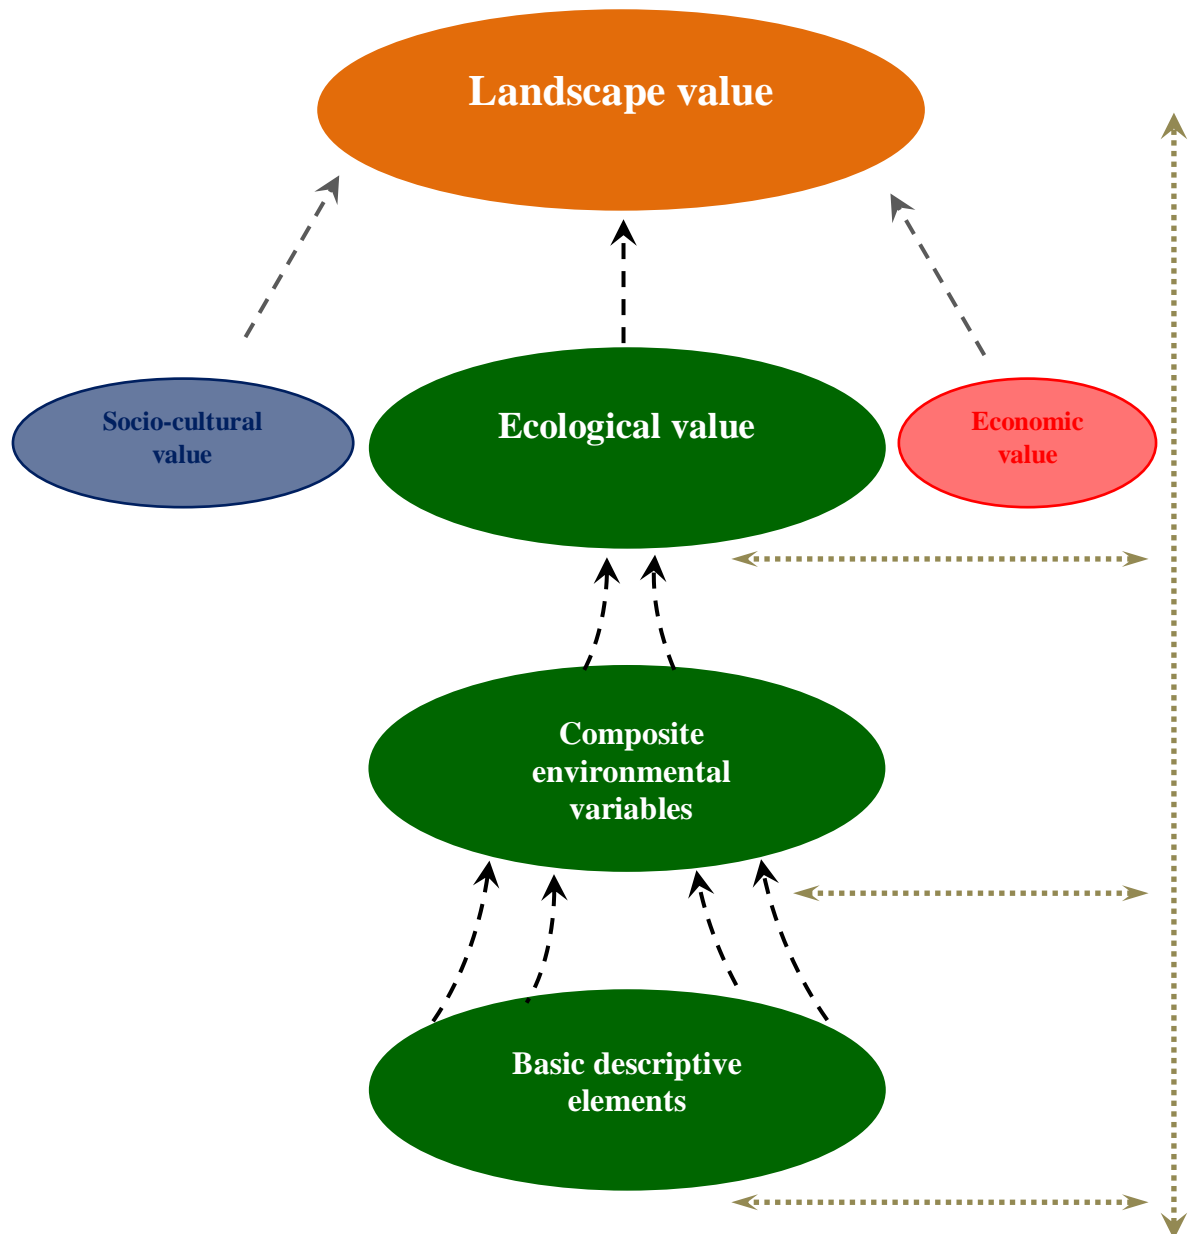 Landscape value
Socio-cultural
value
Ecological value
Economic
value
Composite
environmental
variables
Basic descriptive
elements